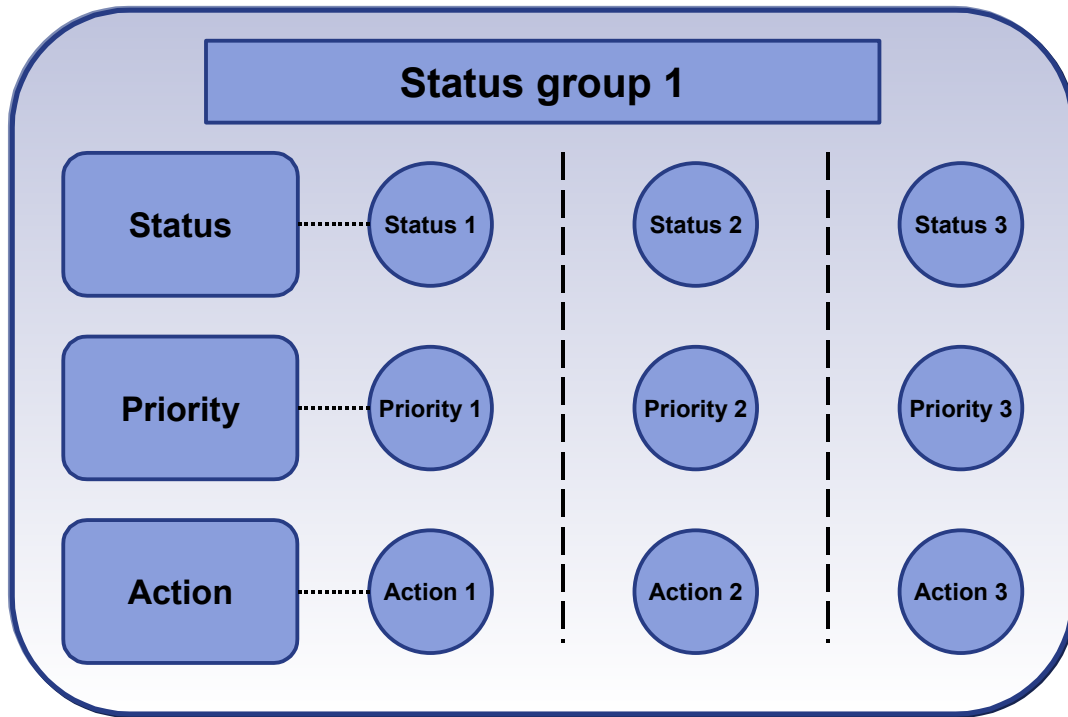 Status group 1
Status
Status 1
Status 2
Status 3
Priority
Priority 1
Priority 2
Priority 3
Action
Action 1
Action 2
Action 3